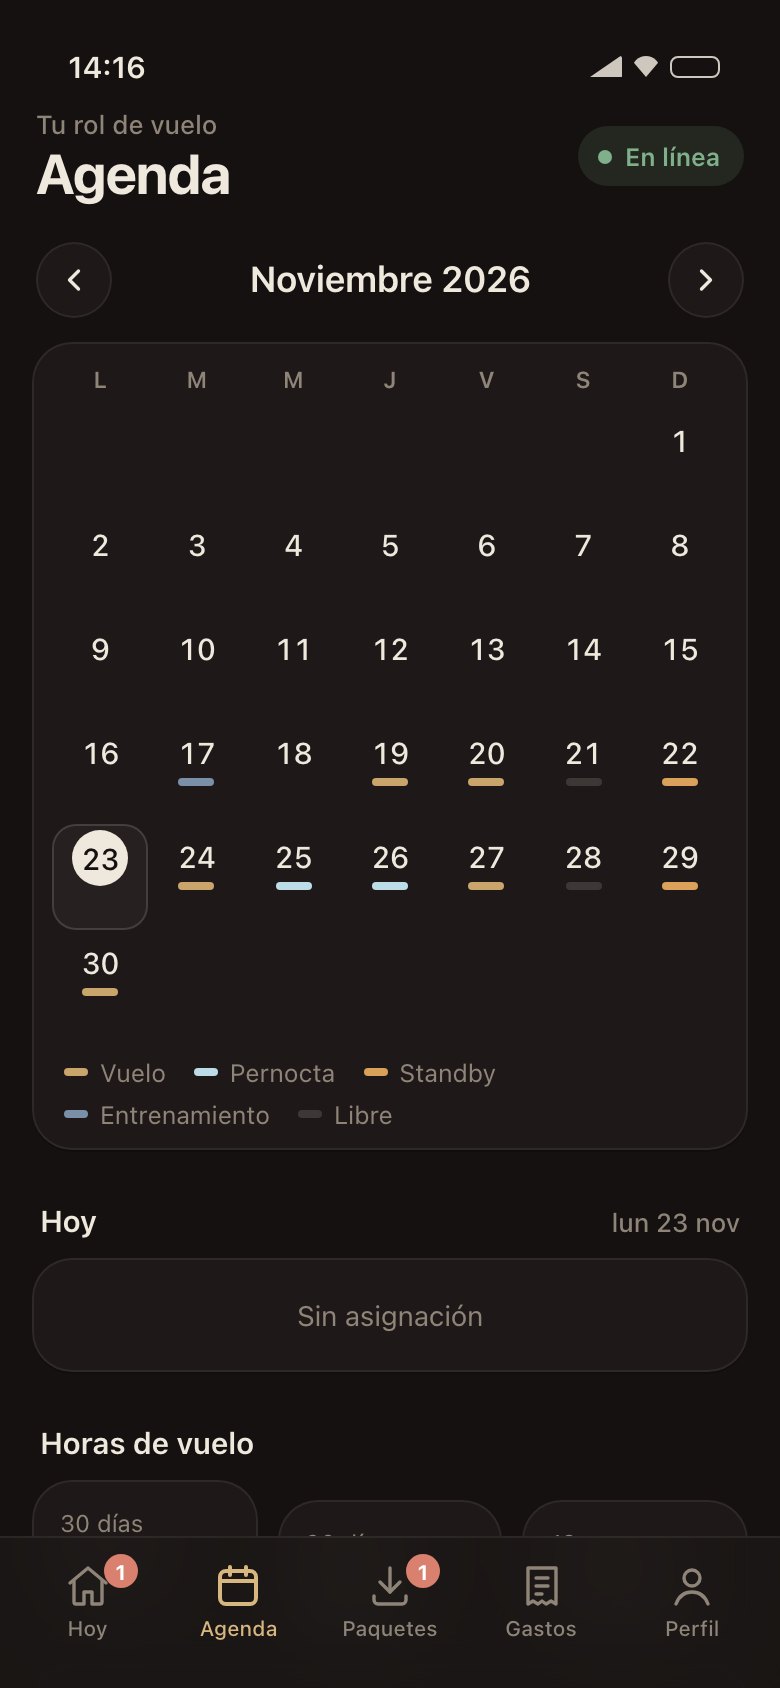 14:16
Tu rol de vuelo
Agenda
En línea
Noviembre 2026
L M M J V S D
1
2 3 4 5 6 7 8
9 10 11 12 13 14 15
16 17 18 19 20 21 22
23 24 25 26 27 28 29
30
Vuelo Pernocta Standby
Entrenamiento Libre
Hoy lun 23 nov
Sin asignación
Horas de vuelo
30 días
1 1
Hoy Agenda Paquetes Gastos Perfil